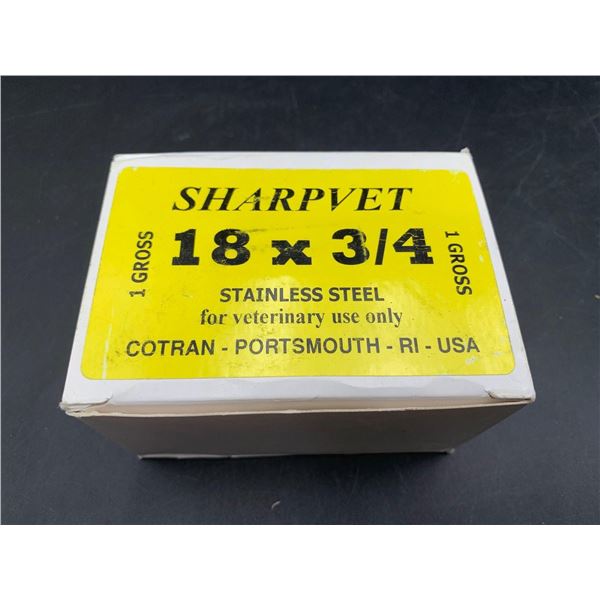 SHARPVET
1 GROSS
18 x 3/4
1 GROSS
STAINLESS STEEL
for veterinary use only
COTRAN - PORTSMOUTH - RI - USA